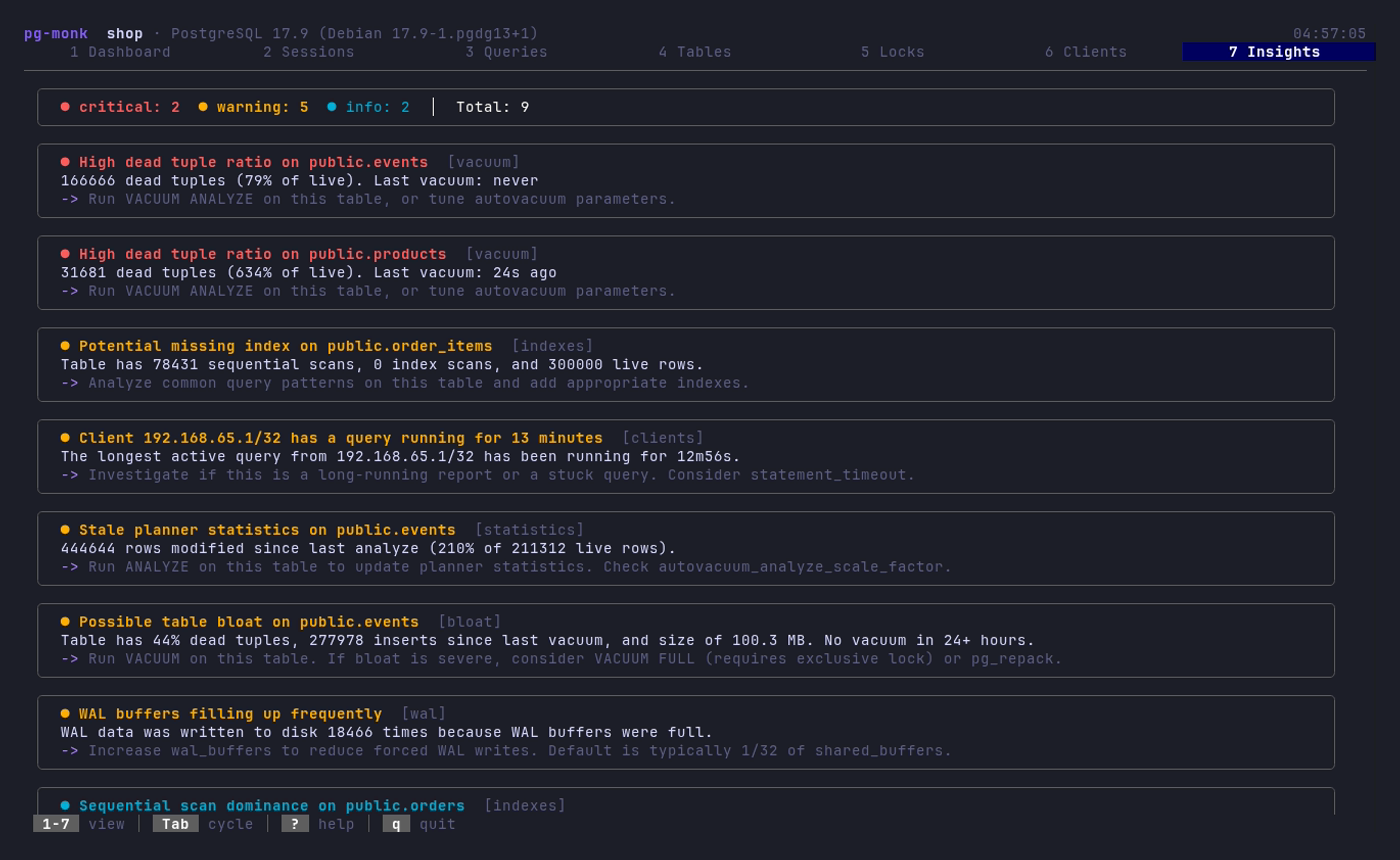 pg-monk shop · PostgreSQL 17.9 (Debian 17.9-1.pgdg13+1) 04:57:05
1 Dashboard 2 Sessions 3 Queries 4 Tables 5 Locks 6 Clients 7 Insights
● critical: 2 ● warning: 5 ● info: 2 │ Total: 9
● High dead tuple ratio on public.events [vacuum]
166666 dead tuples (79% of live). Last vacuum: never
-> Run VACUUM ANALYZE on this table, or tune autovacuum parameters.
● High dead tuple ratio on public.products [vacuum]
31681 dead tuples (634% of live). Last vacuum: 24s ago
-> Run VACUUM ANALYZE on this table, or tune autovacuum parameters.
● Potential missing index on public.order_items [indexes]
Table has 78431 sequential scans, 0 index scans, and 300000 live rows.
-> Analyze common query patterns on this table and add appropriate indexes.
● Client 192.168.65.1/32 has a query running for 13 minutes [clients]
The longest active query from 192.168.65.1/32 has been running for 12m56s.
-> Investigate if this is a long-running report or a stuck query. Consider statement_timeout.
● Stale planner statistics on public.events [statistics]
444644 rows modified since last analyze (210% of 211312 live rows).
-> Run ANALYZE on this table to update planner statistics. Check autovacuum_analyze_scale_factor.
● Possible table bloat on public.events [bloat]
Table has 44% dead tuples, 277978 inserts since last vacuum, and size of 100.3 MB. No vacuum in 24+ hours.
-> Run VACUUM on this table. If bloat is severe, consider VACUUM FULL (requires exclusive lock) or pg_repack.
● WAL buffers filling up frequently [wal]
WAL data was written to disk 18466 times because WAL buffers were full.
-> Increase wal_buffers to reduce forced WAL writes. Default is typically 1/32 of shared_buffers.
● Sequential scan dominance on public.orders [indexes]
1-7 view │ Tab cycle │ ? help │ q quit